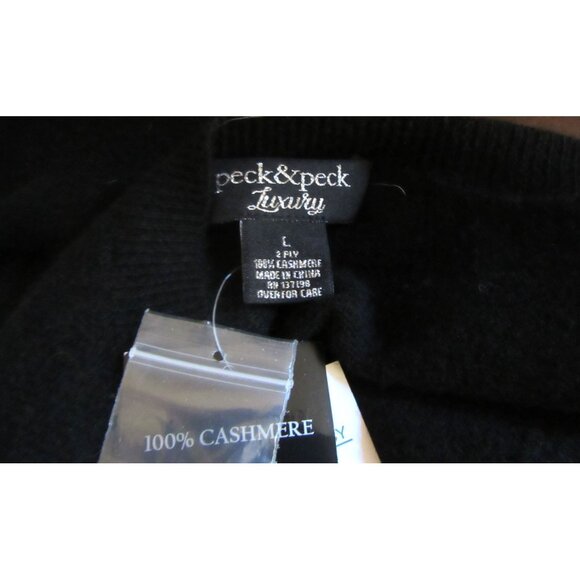 peck&peck
Luxury
L
2 PLY
100% CASHMERE
MADE IN CHINA
RN 137198
OVER FOR CARE
100% CASHMERE